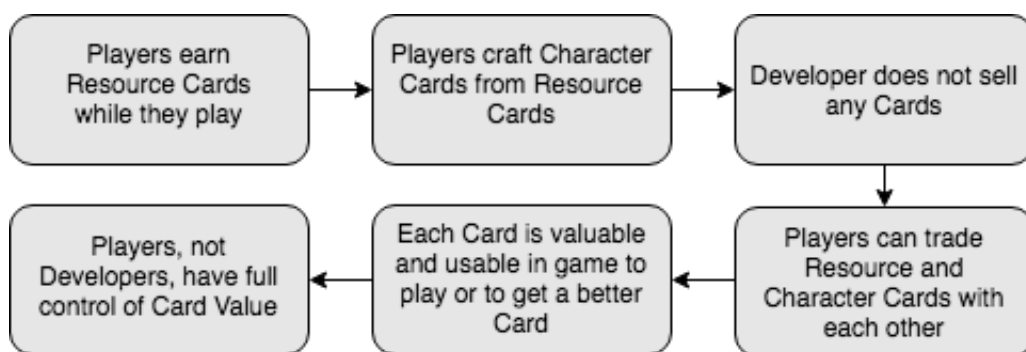 Players earn
Resource Cards
while they play
Players craft Character
Cards from Resource
Cards
Developer does not sell
any Cards
Players can trade
Resource and
Character Cards with
each other
Each Card is valuable
and usable in game to
play or to get a better
Card
Players, not
Developers, have full
control of Card Value